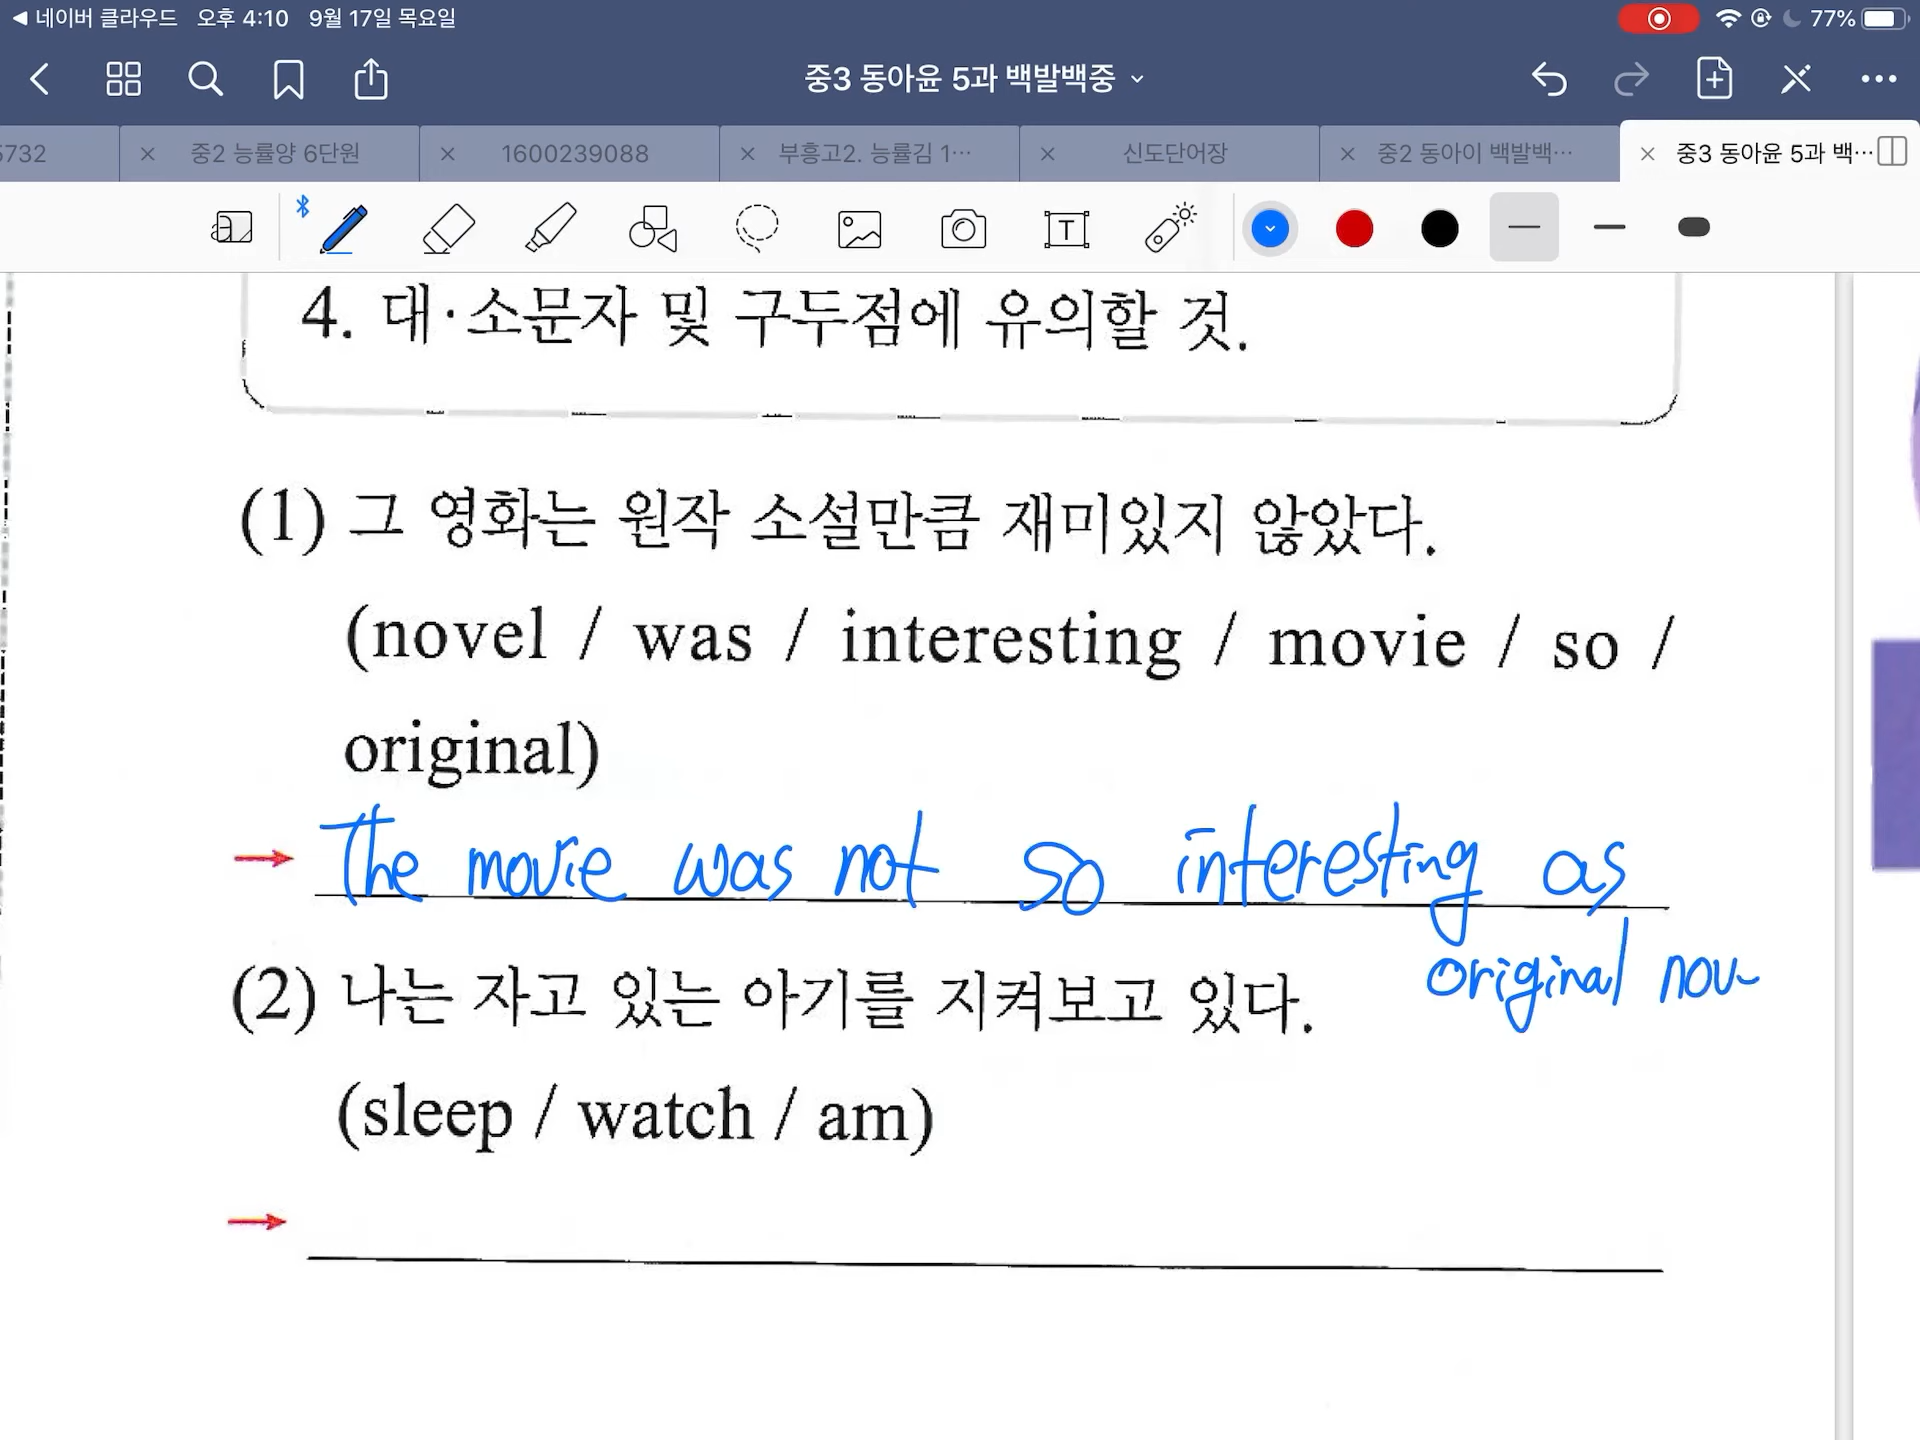 네이버 클라우드 오후 4:10 9월 17일 목요일 77%
중3 동아윤 5과 백발백중
5732 중2 능률양 6단원 1600239088 부흥고2. 능률김 1… 신도단어장 중2 동아이 백발백… 중3 동아윤 5과 백…
4. 대·소문자 및 구두점에 유의할 것.
(1) 그 영화는 원작 소설만큼 재미있지 않았다.
(novel / was / interesting / movie / so /
original)
→ The movie was not so interesting as
original nov
(2) 나는 자고 있는 아기를 지켜보고 있다.
(sleep / watch / am)
→